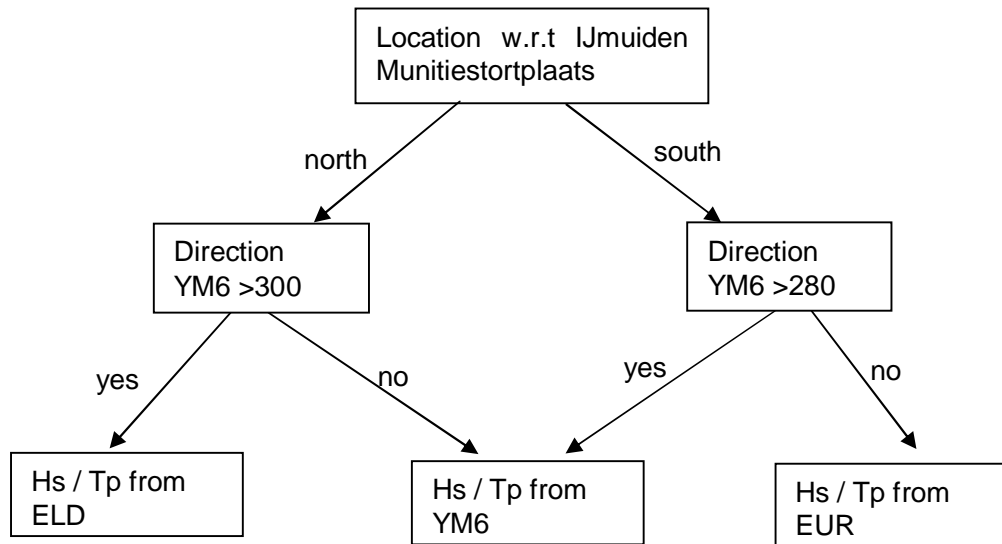 Location w.r.t IJmuiden
Munitiestortplaats
north
south
Direction
YM6 >300
Direction
YM6 >280
yes
no
yes
no
Hs / Tp from
ELD
Hs / Tp from
YM6
Hs / Tp from
EUR